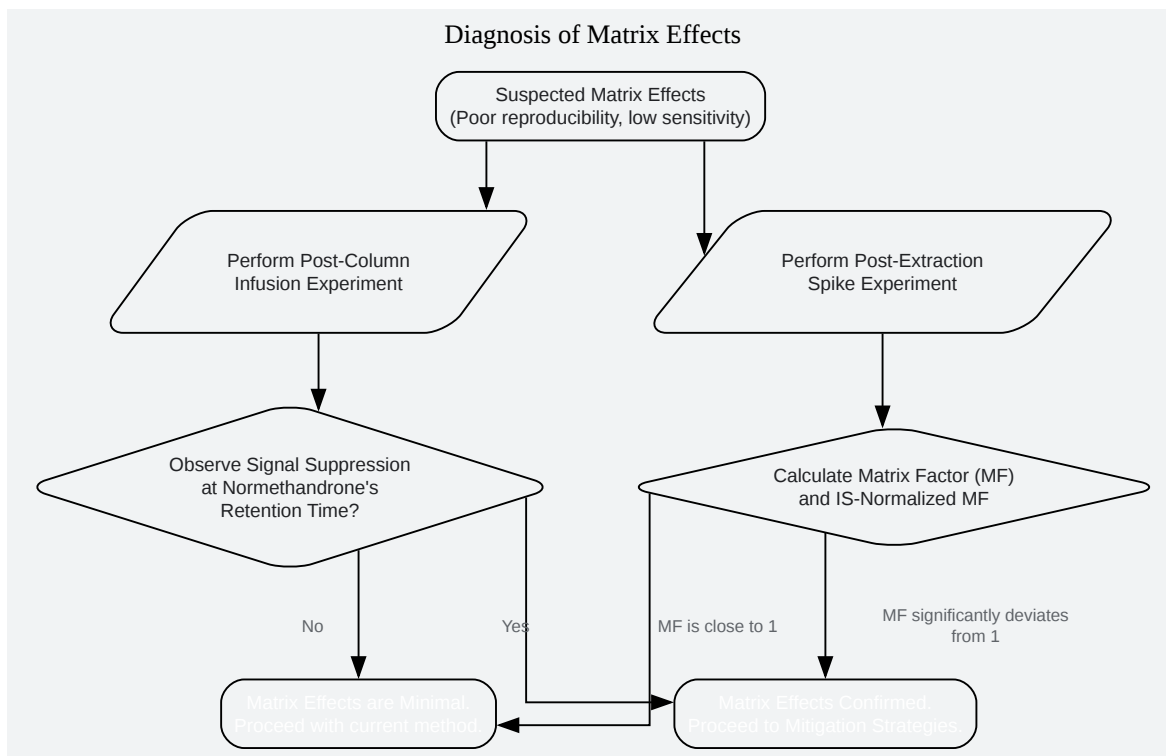 Diagnosis of Matrix Effects
Suspected Matrix Effects
(Poor reproducibility, low sensitivity)
Perform Post-Column
Infusion Experiment
Perform Post-Extraction
Spike Experiment
Observe Signal Suppression
at Normethandrone's
Retention Time?
Calculate Matrix Factor (MF)
and IS-Normalized MF
No
Yes
MF is close to 1
MF significantly deviates
from 1
Matrix Effects are Minimal.
Proceed with current method.
Matrix Effects Confirmed.
Proceed to Mitigation Strategies.